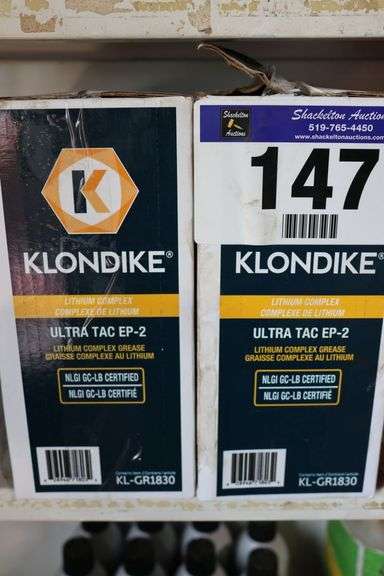 Shackelton Auctions
519-765-4450
www.shackeltonauctions.com
Shackelton
Auctions
147
K
KLONDIKE®
LITHIUM COMPLEX
COMPLEXE DE LITHIUM
ULTRA TAC EP-2
LITHIUM COMPLEX GREASE
GRAISSE COMPLEXE AU LITHIUM
NLGI GC-LB CERTIFIED
NLGI GC-LB CERTIFIÉ
KL-GR1830
KLONDIKE®
LITHIUM COMPLEX
COMPLEXE DE LITHIUM
ULTRA TAC EP-2
LITHIUM COMPLEX GREASE
GRAISSE COMPLEXE AU LITHIUM
NLGI GC-LB CERTIFIED
NLGI GC-LB CERTIFIÉ
KL-GR1830